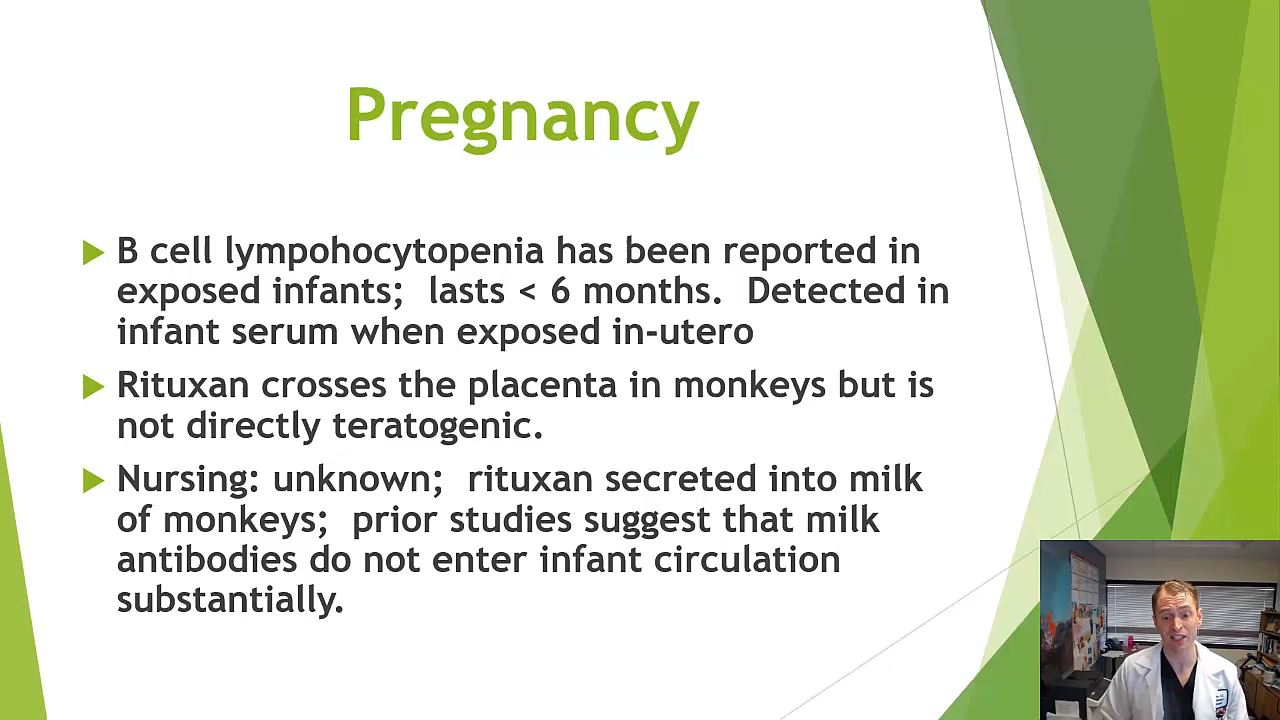 Pregnancy
B cell lympohocytopenia has been reported in
exposed infants; lasts < 6 months. Detected in
infant serum when exposed in-utero
Rituxan crosses the placenta in monkeys but is
not directly teratogenic.
Nursing: unknown; rituxan secreted into milk
of monkeys; prior studies suggest that milk
antibodies do not enter infant circulation
substantially.